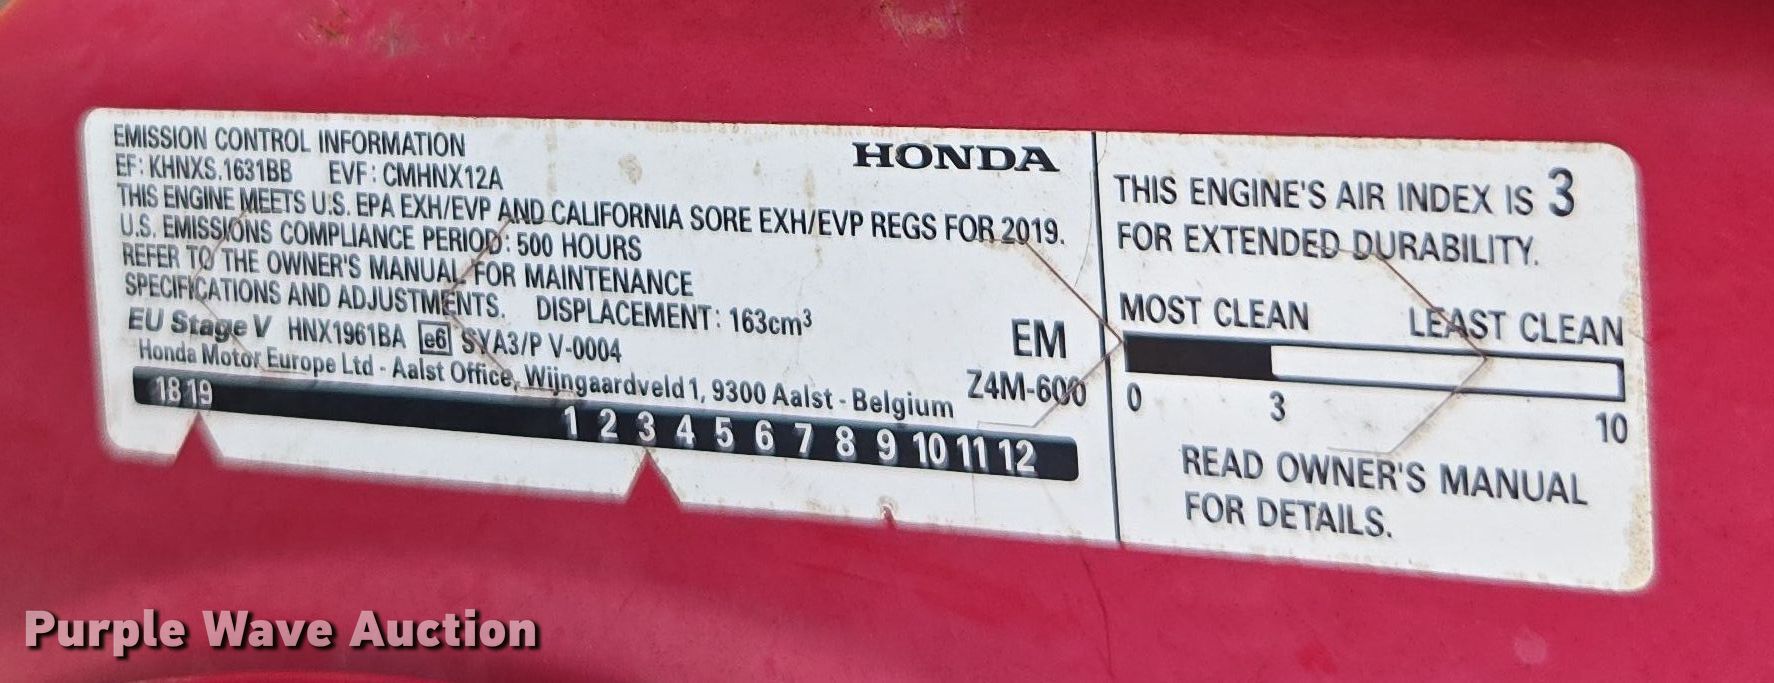 EMISSION CONTROL INFORMATION
HONDA
EF: KHNXS.1631BB EVF: CMHNX12A
THIS ENGINE MEETS U.S. EPA EXH/EVP AND CALIFORNIA SORE EXH/EVP REGS FOR 2019.
U.S. EMISSIONS COMPLIANCE PERIOD: 500 HOURS
REFER TO THE OWNER'S MANUAL FOR MAINTENANCE
SPECIFICATIONS AND ADJUSTMENTS. DISPLACEMENT: 163cm³
EU Stage V HNX1961BA e6 SYA3/P V-0004
EM
Honda Motor Europe Ltd - Aalst Office, Wijngaardveld 1, 9300 Aalst - Belgium
Z4M-600
18 19
1 2 3 4 5 6 7 8 9 10 11 12
THIS ENGINE'S AIR INDEX IS 3
FOR EXTENDED DURABILITY.
MOST CLEAN LEAST CLEAN
0 3 10
READ OWNER'S MANUAL
FOR DETAILS.
Purple Wave Auction